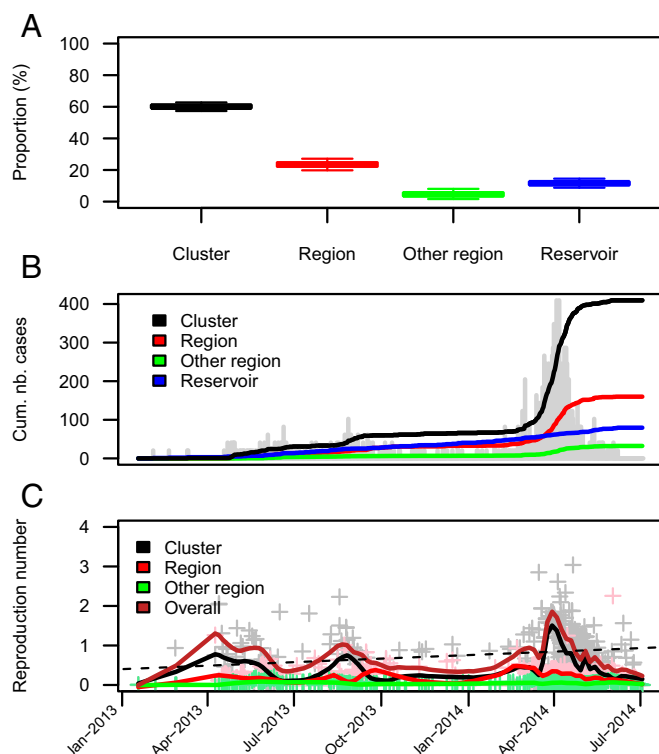 A
Proportion (%)
100
80
60
40
20
0
Cluster Region Other region Reservoir
B
Cum. nb. cases
400
300
200
100
0
Cluster
Region
Other region
Reservoir
C
Reproduction number
4
3
2
1
0
Cluster
Region
Other region
Overall
Apr−2013
Jul−2013
Oct−2013
Jan−2014
Apr−2014
Jul−2014